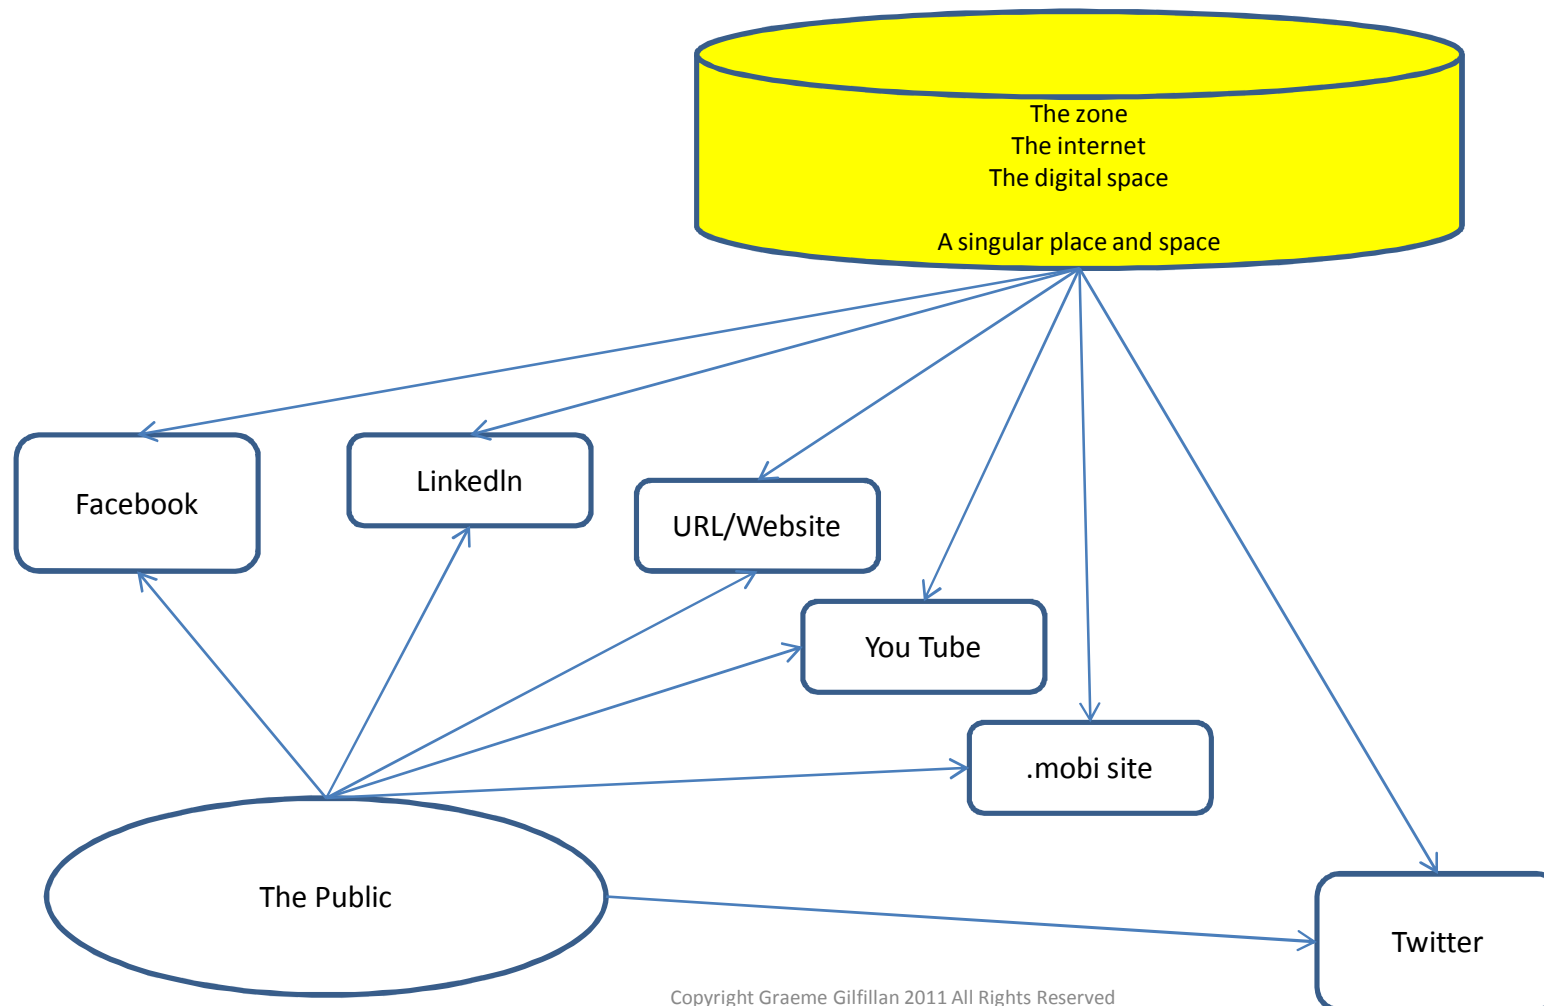 The zone
The internet
The digital space
A singular place and space
Facebook
LinkedIn
URL/Website
You Tube
.mobi site
The Public
Twitter
Copyright Graeme Gilfillan 2011 All Rights Reserved